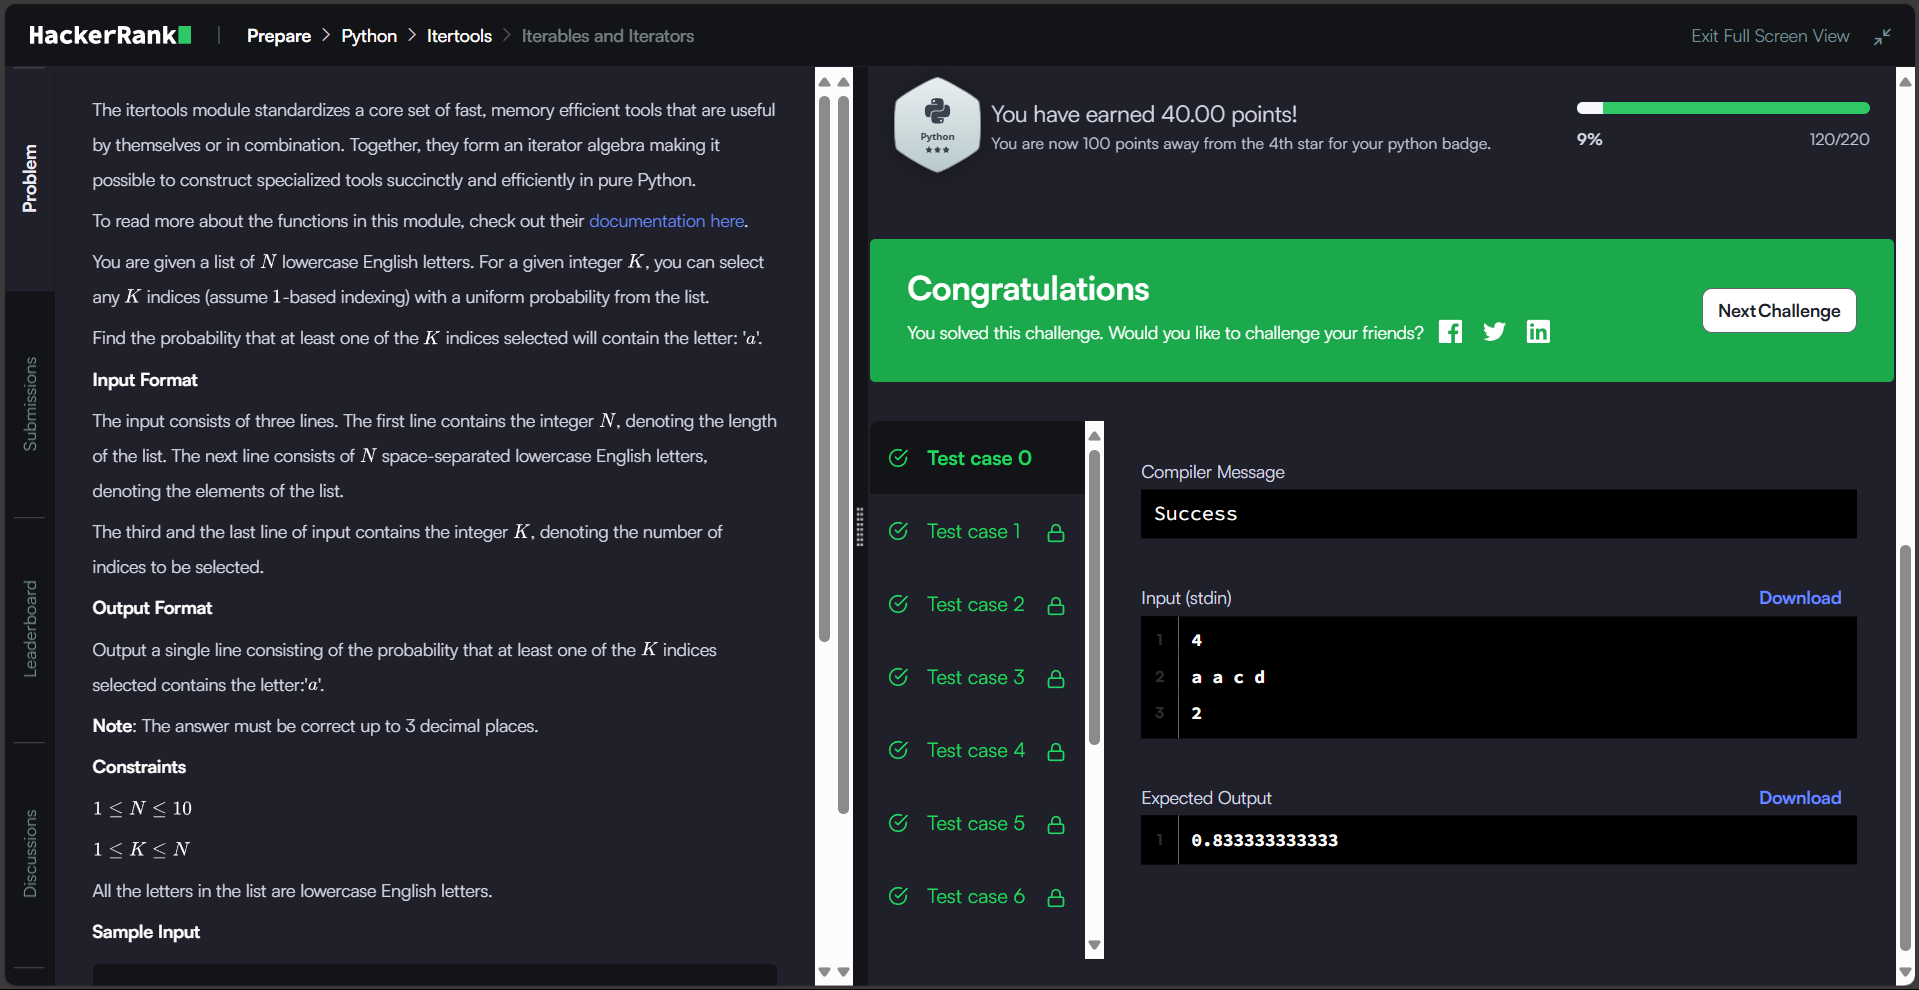 HackerRank
Prepare > Python > Itertools > Iterables and Iterators
Exit Full Screen View
Problem
Submissions
Leaderboard
Discussions
The itertools module standardizes a core set of fast, memory efficient tools that are useful
by themselves or in combination. Together, they form an iterator algebra making it
possible to construct specialized tools succinctly and efficiently in pure Python.
To read more about the functions in this module, check out their documentation here.
You are given a list of N lowercase English letters. For a given integer K, you can select
any K indices (assume 1-based indexing) with a uniform probability from the list.
Find the probability that at least one of the K indices selected will contain the letter: 'a'.
Input Format
The input consists of three lines. The first line contains the integer N, denoting the length
of the list. The next line consists of N space-separated lowercase English letters,
denoting the elements of the list.
The third and the last line of input contains the integer K, denoting the number of
indices to be selected.
Output Format
Output a single line consisting of the probability that at least one of the K indices
selected contains the letter:'a'.
Note: The answer must be correct up to 3 decimal places.
Constraints
1 ≤ N ≤ 10
1 ≤ K ≤ N
All the letters in the list are lowercase English letters.
Sample Input
Python
You have earned 40.00 points!
You are now 100 points away from the 4th star for your python badge.
9%
120/220
Congratulations
You solved this challenge. Would you like to challenge your friends?
Next Challenge
Test case 0
Test case 1
Test case 2
Test case 3
Test case 4
Test case 5
Test case 6
Compiler Message
Success
Input (stdin)
Download
1 4
2 a a c d
3 2
Expected Output
Download
1 0.833333333333